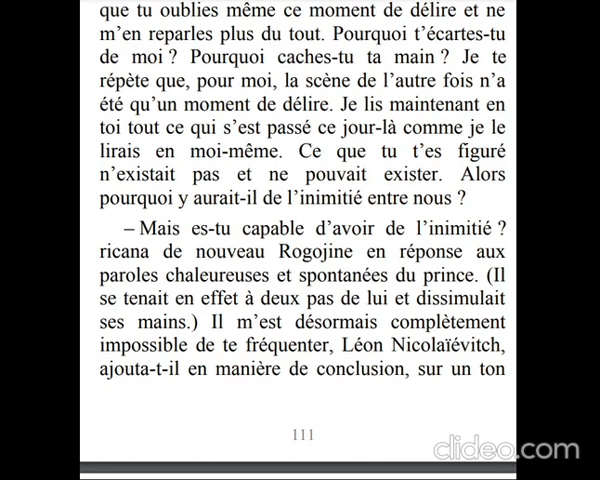 que tu oublies même ce moment de délire et ne
m’en reparles plus du tout. Pourquoi t’écartes-tu
de moi ? Pourquoi caches-tu ta main ? Je te
répète que, pour moi, la scène de l’autre fois n’a
été qu’un moment de délire. Je lis maintenant en
toi tout ce qui s’est passé ce jour-là comme je le
lirais en moi-même. Ce que tu t’es figuré
n’existait pas et ne pouvait exister. Alors
pourquoi y aurait-il de l’inimitié entre nous ?
– Mais es-tu capable d’avoir de l’inimitié ?
ricana de nouveau Rogojine en réponse aux
paroles chaleureuses et spontanées du prince. (Il
se tenait en effet à deux pas de lui et dissimulait
ses mains.) Il m’est désormais complètement
impossible de te fréquenter, Léon Nicolaïévitch,
ajouta-t-il en manière de conclusion, sur un ton
111
clideo.com